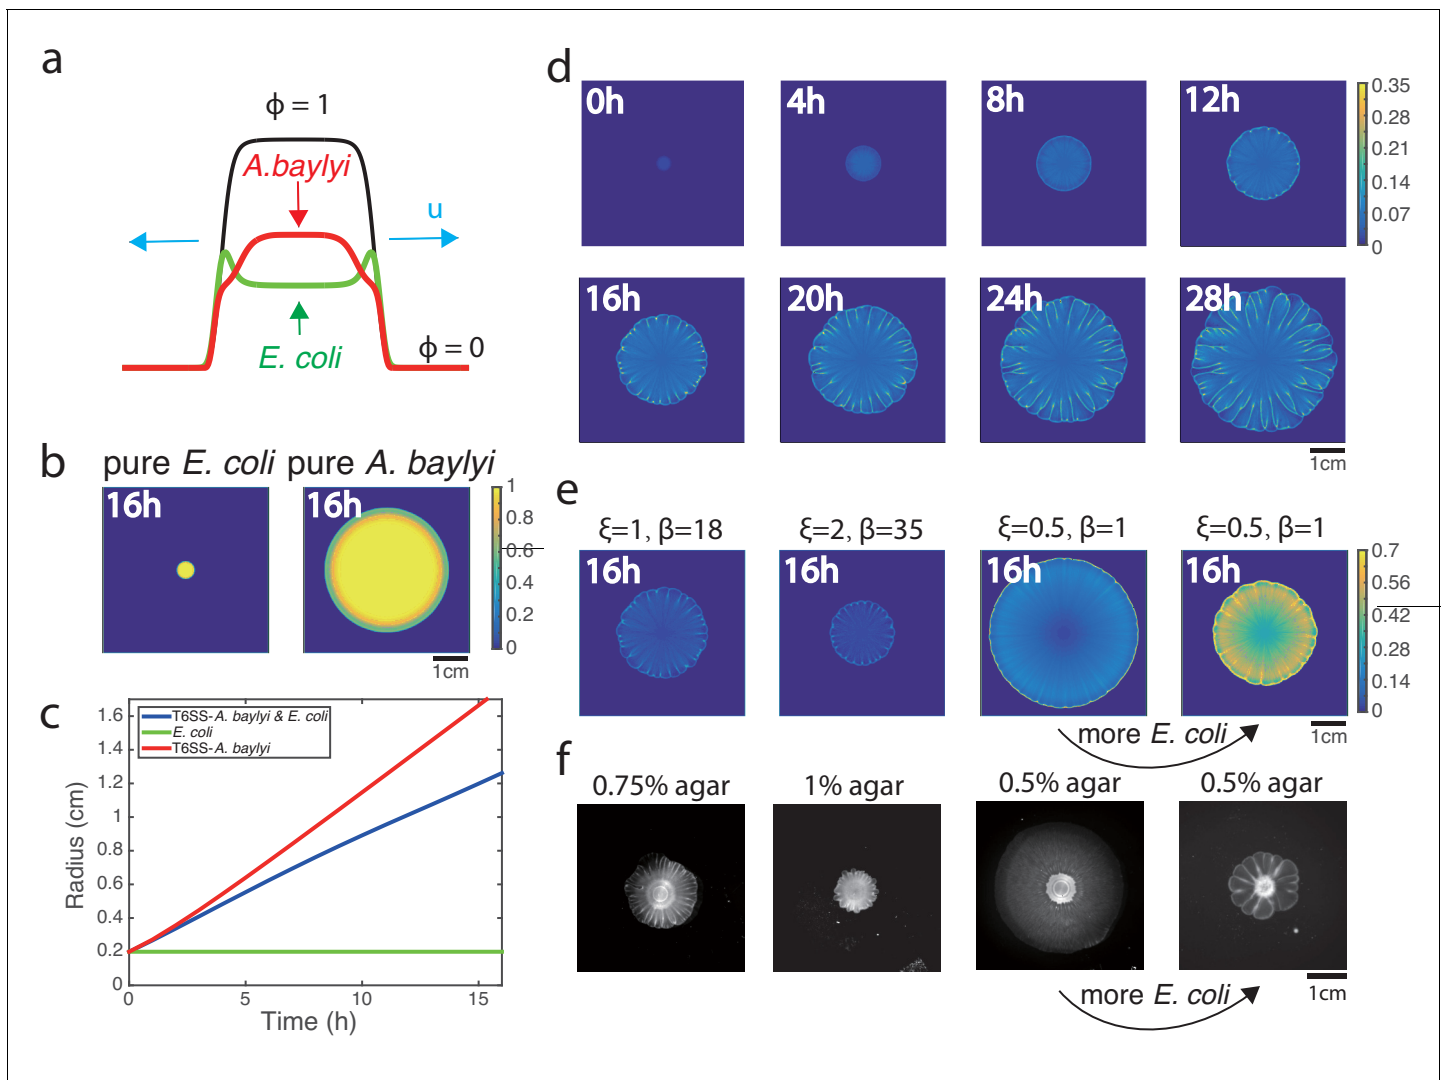 a
ϕ = 1
A.baylyi
u
E. coli
ϕ = 0
b
pure E. coli
pure A. baylyi
16h
16h
1
0.8
0.6
0.4
0.2
0
1cm
c
T6SS- A. baylyi & E. coli
E. coli
T6SS- A. baylyi
1.6
1.4
1.2
1
0.8
0.6
0.4
0.2
0
0
5
10
15
Radius (cm)
Time (h)
d
0h
4h
8h
12h
0.35
0.28
0.21
0.14
0.07
0
16h
20h
24h
28h
1cm
e
ξ=1, β=18
ξ=2, β=35
ξ=0.5, β=1
ξ=0.5, β=1
16h
16h
16h
16h
0.7
0.56
0.42
0.28
0.14
0
more E. coli
1cm
f
0.75% agar
1% agar
0.5% agar
0.5% agar
more E. coli
1cm